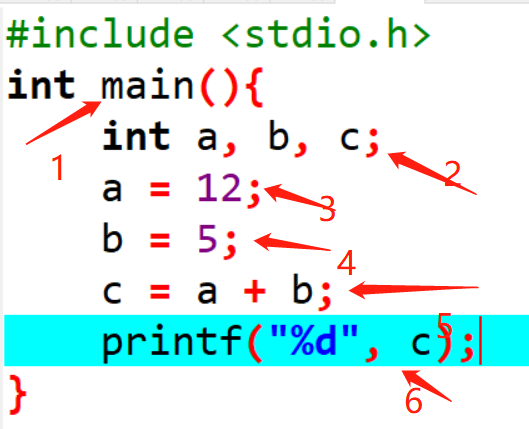 #include <stdio.h>
int main(){
1
int a, b, c;
2
a = 12;
3
b = 5;
4
c = a + b;
5
printf("%d", c);
6
}